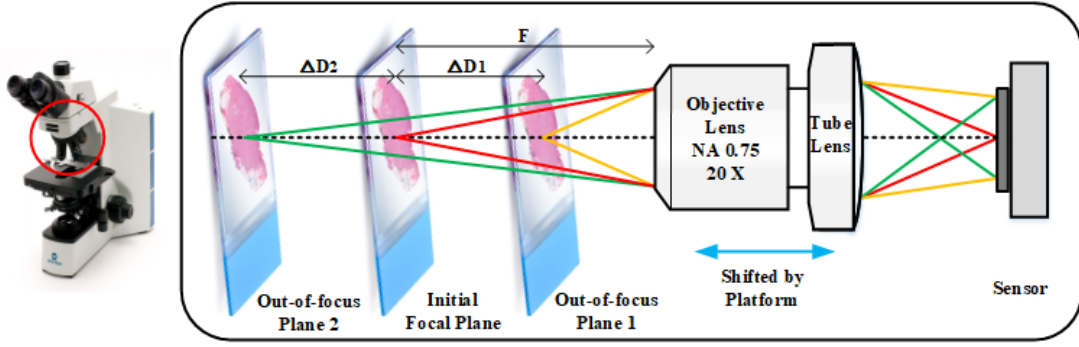 F
ΔD2
ΔD1
Objective
Lens
NA 0.75
20 X
Tube
Lens
Shifted by
Platform
Sensor
Out-of-focus
Plane 2
Initial
Focal Plane
Out-of-focus
Plane 1